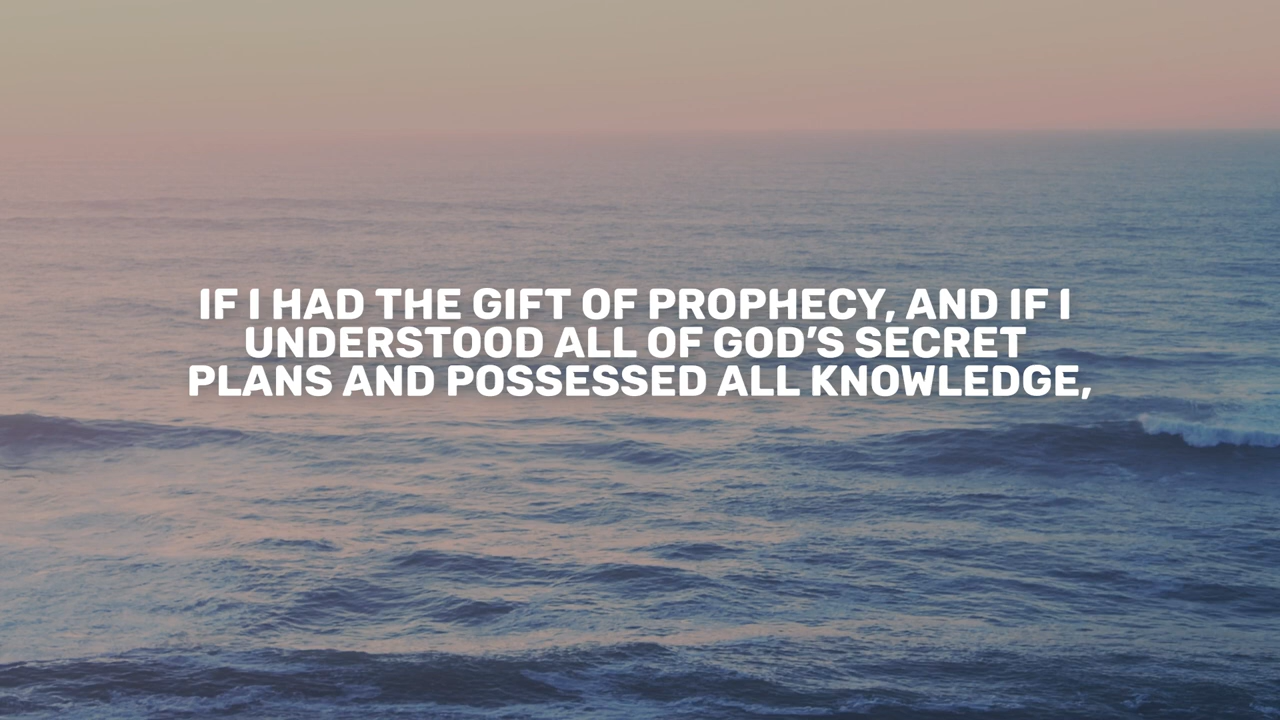 IF I HAD THE GIFT OF PROPHECY, AND IF I
UNDERSTOOD ALL OF GOD’S SECRET
PLANS AND POSSESSED ALL KNOWLEDGE,